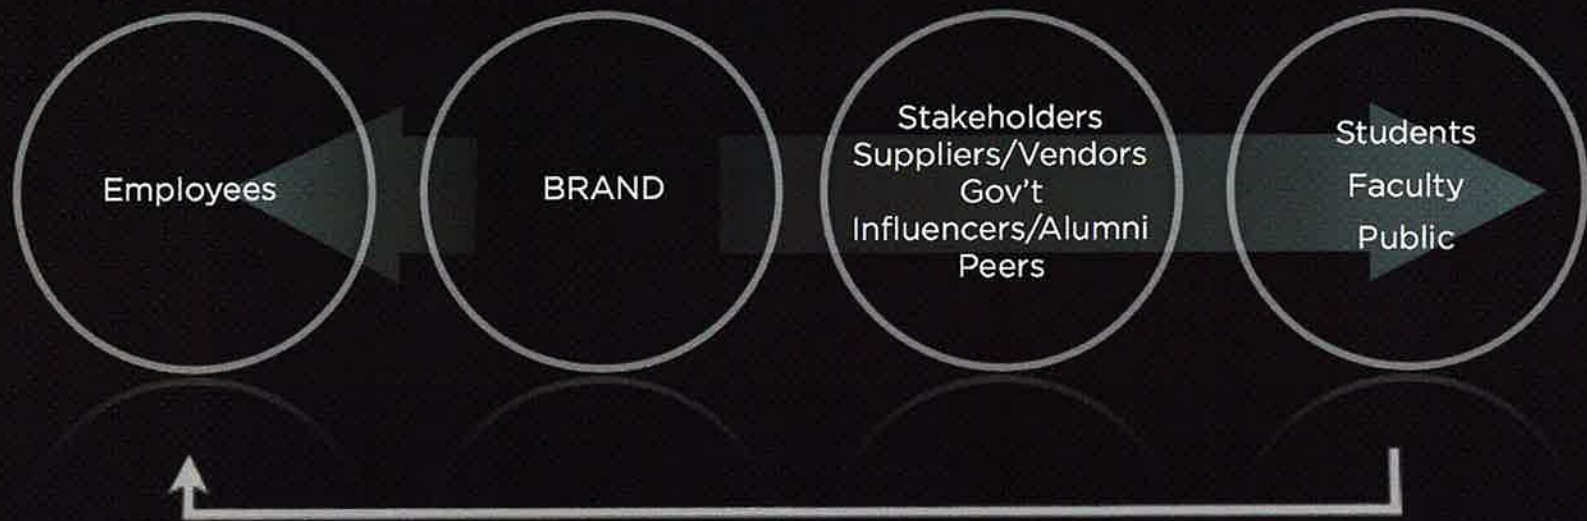 Employees
BRAND
Stakeholders
Suppliers/Vendors
Gov't
Influencers/Alumni
Peers
Students
Faculty
Public